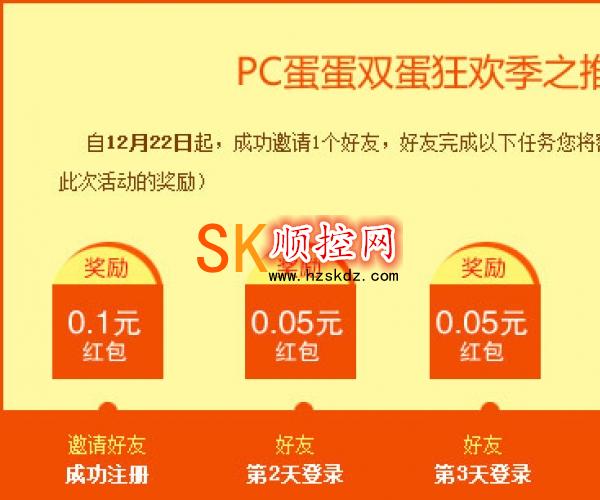 PC蛋蛋双蛋狂欢季之推
自12月22日起，成功邀请1个好友，好友完成以下任务您将额
此次活动的奖励）
SK顺控网
www.hzskdz.com
奖励 奖励 奖励
0.1元 0.05元 0.05元
红包 红包 红包
邀请好友 好友 好友
成功注册 第2天登录 第3天登录